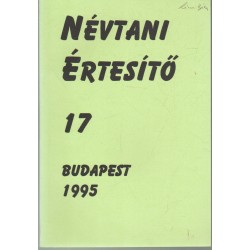 NÉVTANI
ÉRTESÍTŐ
17
BUDAPEST
1995